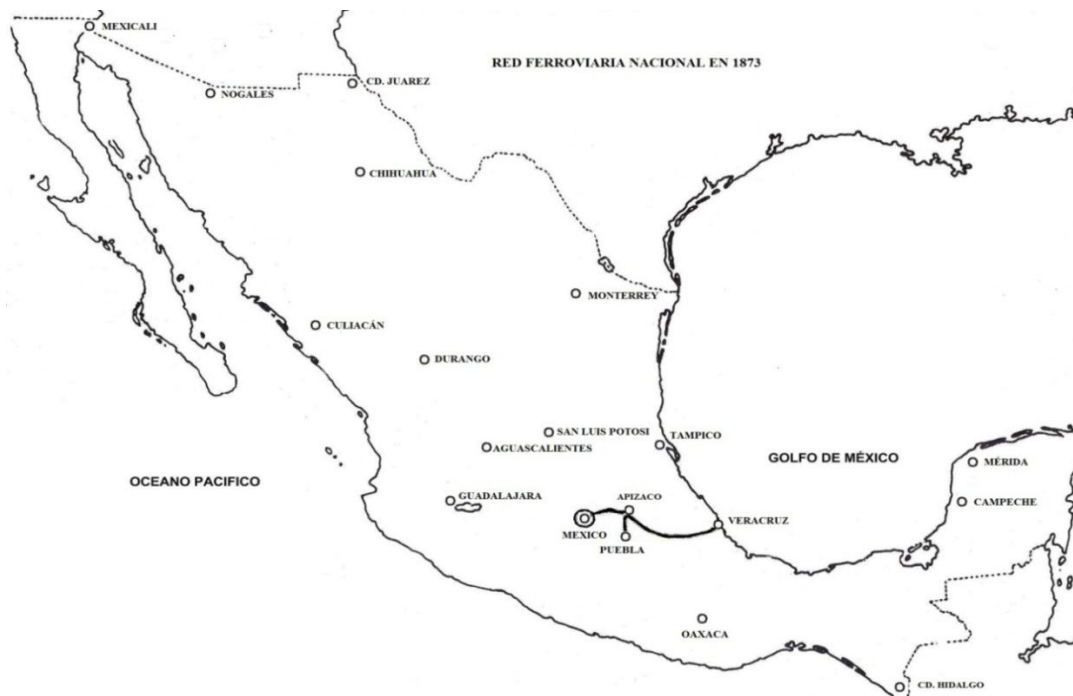 MEXICALI
RED FERROVIARIA NACIONAL EN 1873
CD. JUAREZ
NOGALES
CHIHUAHUA
MONTERREY
CULIACÁN
DURANGO
SAN LUIS POTOSI
TAMPICO
AGUASCALIENTES
GOLFO DE MÉXICO
MÉRIDA
OCEANO PACIFICO
GUADALAJARA
APIZACO
CAMPECHE
VERACRUZ
MEXICO
PUEBLA
OAXACA
CD. HIDALGO